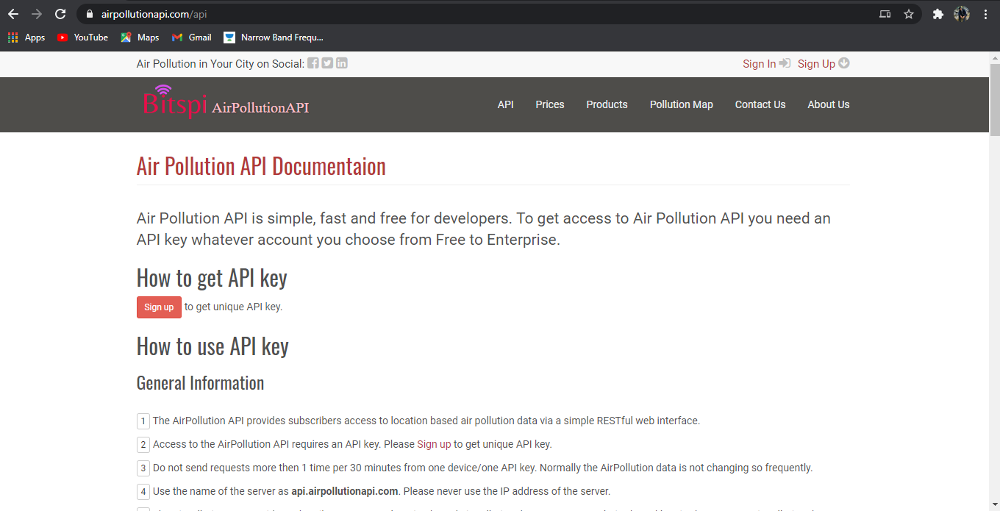 airpollutionapi.com/api
Apps YouTube Maps Gmail Narrow Band Frequ...
Air Pollution in Your City on Social: Sign In Sign Up
Bitspi AirPollutionAPI API Prices Products Pollution Map Contact Us About Us
Air Pollution API Documentaion
Air Pollution API is simple, fast and free for developers. To get access to Air Pollution API you need an
API key whatever account you choose from Free to Enterprise.
How to get API key
Sign up to get unique API key.
How to use API key
General Information
1 The AirPollution API provides subscribers access to location based air pollution data via a simple RESTful web interface.
2 Access to the AirPollution API requires an API key. Please Sign up to get unique API key.
3 Do not send requests more then 1 time per 30 minutes from one device/one API key. Normally the AirPollution data is not changing so frequently.
4 Use the name of the server as api.airpollutionapi.com. Please never use the IP address of the server.